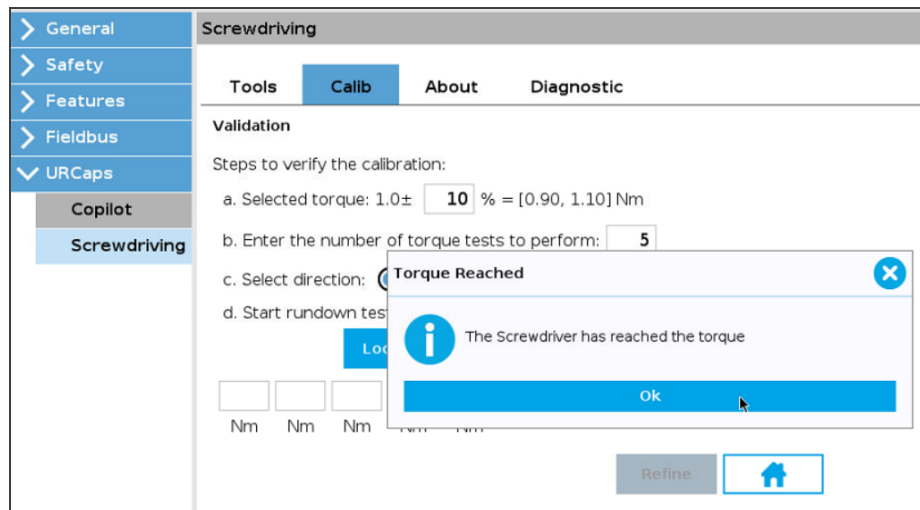 General
Safety
Features
Fieldbus
URCaps
Copilot
Screwdriving
Screwdriving
Tools Calib About Diagnostic
Validation
Steps to verify the calibration:
a. Selected torque: 1.0± 10 % = [0.90, 1.10] Nm
b. Enter the number of torque tests to perform: 5
c. Select direction:
d. Start rundown
Torque Reached
The Screwdriver has reached the torque
Ok
Nm Nm Nm Nm Nm
Refine